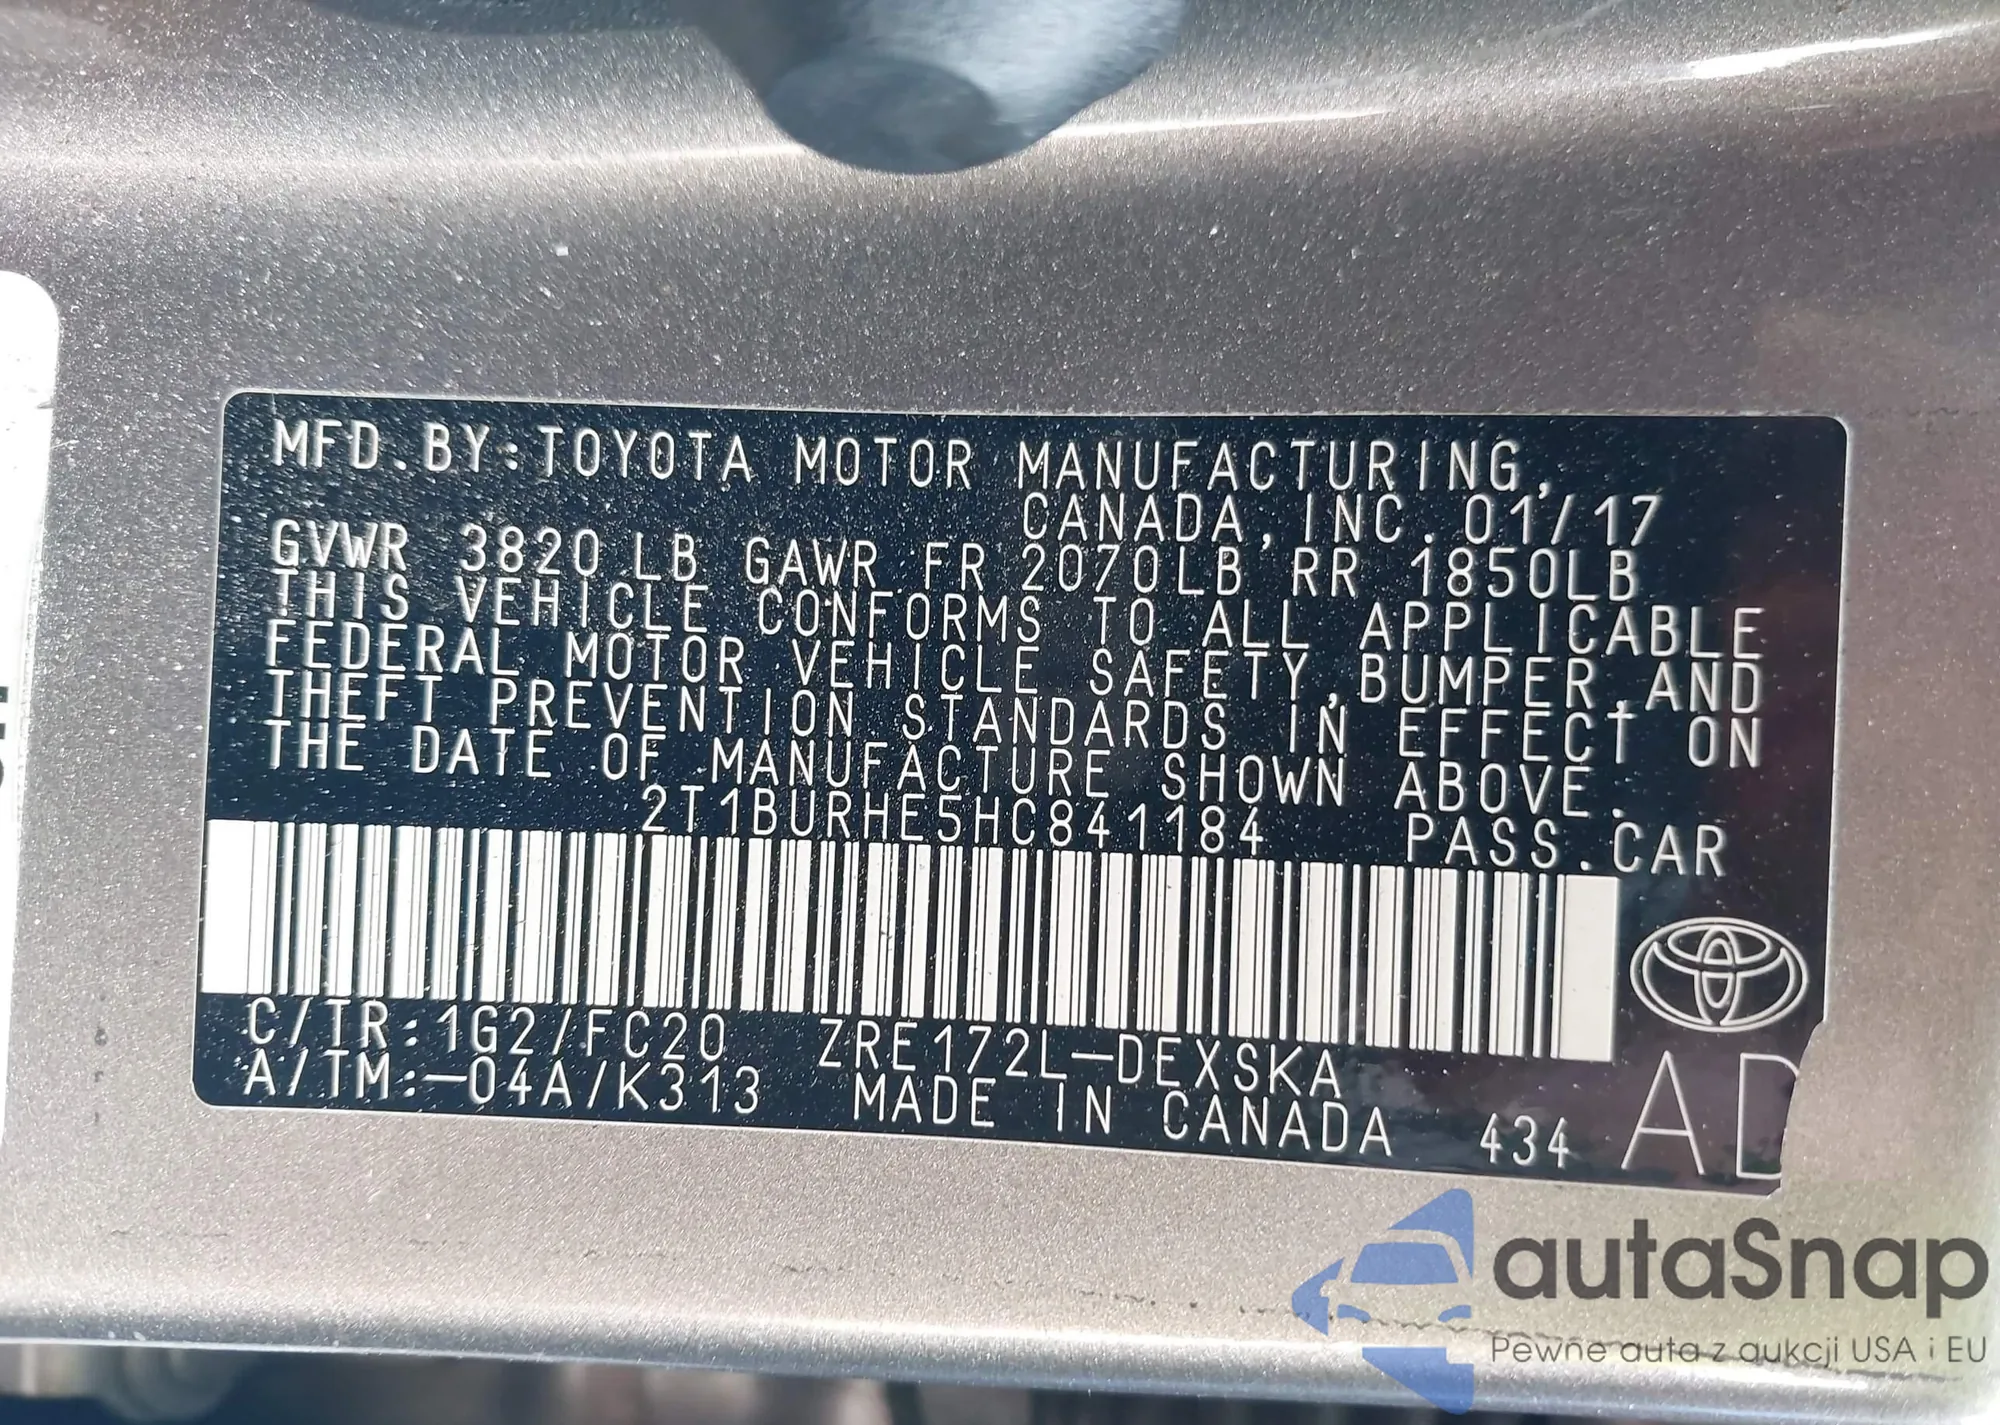 MFD.BY:TOYOTA MOTOR MANUFACTURING,
CANADA, INC. 01/17
GVWR 3820 LB GAWR FR 2070LB RR 1850LB
THIS VEHICLE CONFORMS TO ALL APPLICABLE
FEDERAL MOTOR VEHICLE SAFETY, BUMPER, AND
THEFT PREVENTION STANDARDS IN EFFECT ON
THE DATE OF MANUFACTURE SHOWN ABOVE.
2T1BURHE5HC841184 PASS.CAR
C/TR:1G2/FC20 ZRE172L-DEXSKA
A/TM:-04A/K313 MADE IN CANADA 434
AD
autaSnap
Pewne auta z aukcji USA i EU